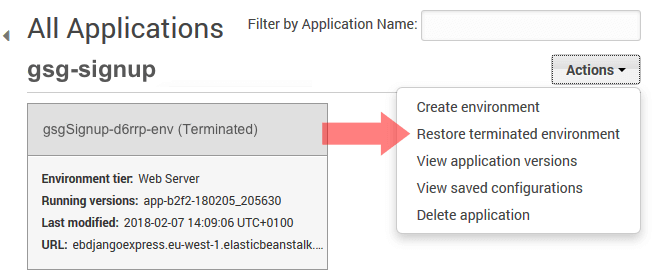 All Applications
Filter by Application Name:
gsg-signup
Actions
gsgSignup-d6rrp-env (Terminated)
Environment tier: Web Server
Running versions: app-b2f2-180205_205630
Last modified: 2018-02-07 14:09:06 UTC+0100
URL: ebdjangoexpress.eu-west-1.elasticbeanstalk....
Create environment
Restore terminated environment
View application versions
View saved configurations
Delete application